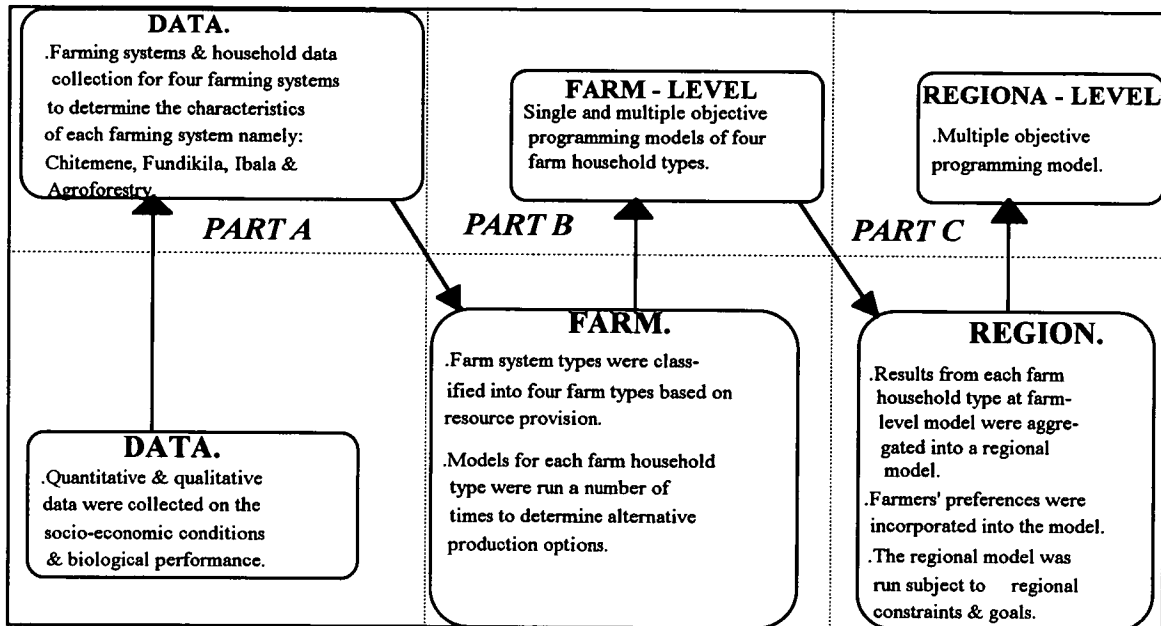 DATA.
.Farming systems & household data
collection for four farming systems
to determine the characteristics
of each farming system namely:
Chitemene, Fundikila, Ibala &
Agroforestry.
PART A
DATA.
.Quantitative & qualitative
data were collected on the
socio-economic conditions
& biological performance.
FARM - LEVEL
Single and multiple objective
programming models of four
farm household types.
PART B
FARM.
.Farm system types were class-
ified into four farm types based on
resource provision.
.Models for each farm household
type were run a number of
times to determine alternative
production options.
REGIONA - LEVEL
.Multiple objective
programming model.
PART C
REGION.
.Results from each farm
household type at farm-
level model were aggre-
gated into a regional
model.
.Farmers' preferences were
incorporated into the model.
.The regional model was
run subject to regional
constraints & goals.